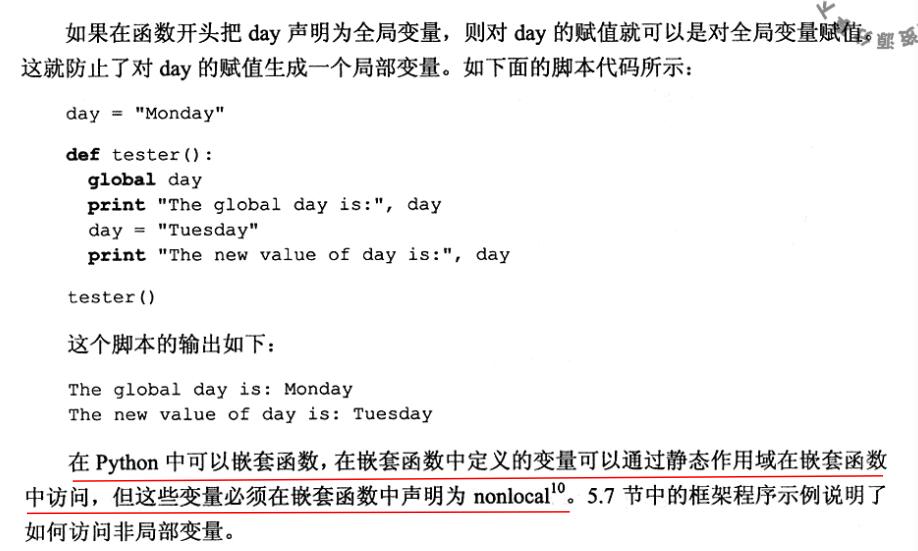 如果在函数开头把 day 声明为全局变量，则对 day 的赋值就可以是对全局变量赋值。
这就防止了对 day 的赋值生成一个局部变量。如下面的脚本代码所示：
day = "Monday"
def tester():
global day
print "The global day is:", day
day = "Tuesday"
print "The new value of day is:", day
tester()
这个脚本的输出如下：
The global day is: Monday
The new value of day is: Tuesday
在 Python 中可以嵌套函数，在嵌套函数中定义的变量可以通过静态作用域在嵌套函数
中访问，但这些变量必须在嵌套函数中声明为 nonlocal¹⁰。5.7 节中的框架程序示例说明了
如何访问非局部变量。